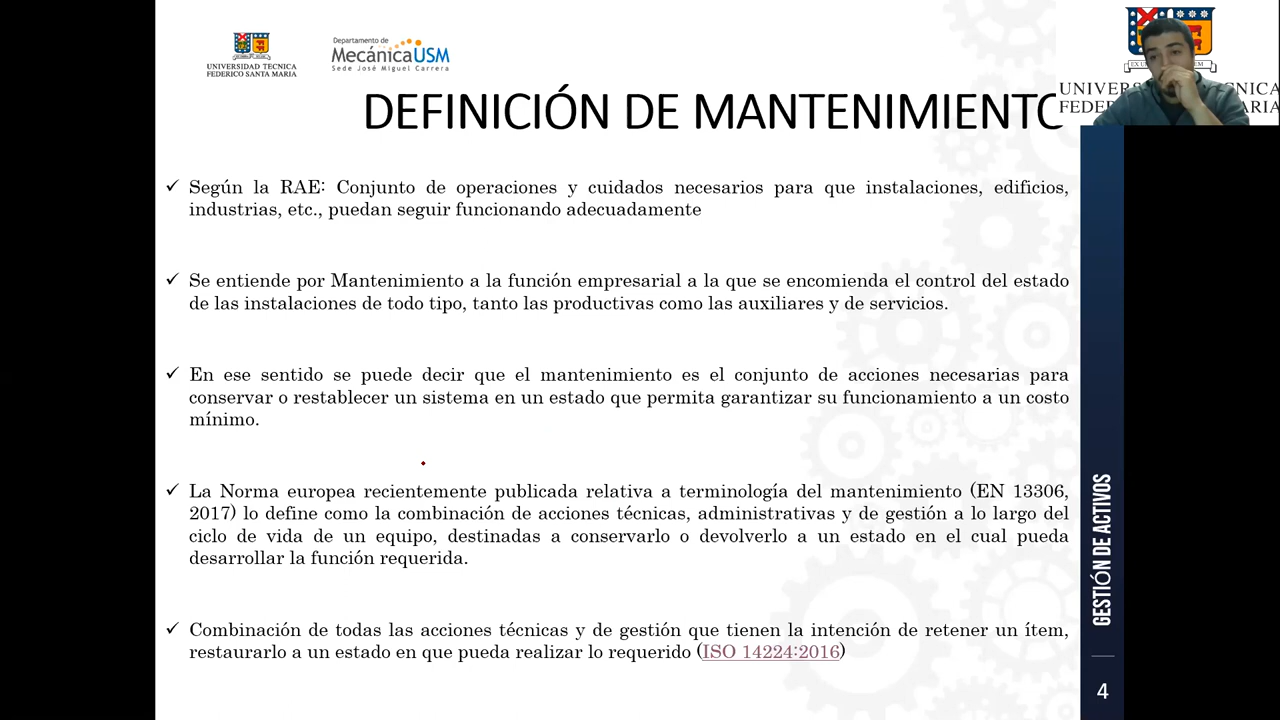 UNIVERSIDAD TECNICA
FEDERICO SANTA MARIA
Departamento de
MecánicaUSM
Sede José Miguel Carrera
DEFINICIÓN DE MANTENIMIENTO
✓ Según la RAE: Conjunto de operaciones y cuidados necesarios para que instalaciones, edificios,
industrias, etc., puedan seguir funcionando adecuadamente
✓ Se entiende por Mantenimiento a la función empresarial a la que se encomienda el control del estado
de las instalaciones de todo tipo, tanto las productivas como las auxiliares y de servicios.
✓ En ese sentido se puede decir que el mantenimiento es el conjunto de acciones necesarias para
conservar o restablecer un sistema en un estado que permita garantizar su funcionamiento a un costo
mínimo.
✓ La Norma europea recientemente publicada relativa a terminología del mantenimiento (EN 13306,
2017) lo define como la combinación de acciones técnicas, administrativas y de gestión a lo largo del
ciclo de vida de un equipo, destinadas a conservarlo o devolverlo a un estado en el cual pueda
desarrollar la función requerida.
✓ Combinación de todas las acciones técnicas y de gestión que tienen la intención de retener un ítem,
restaurarlo a un estado en que pueda realizar lo requerido (ISO 14224:2016)
GESTIÓN DE ACTIVOS
4